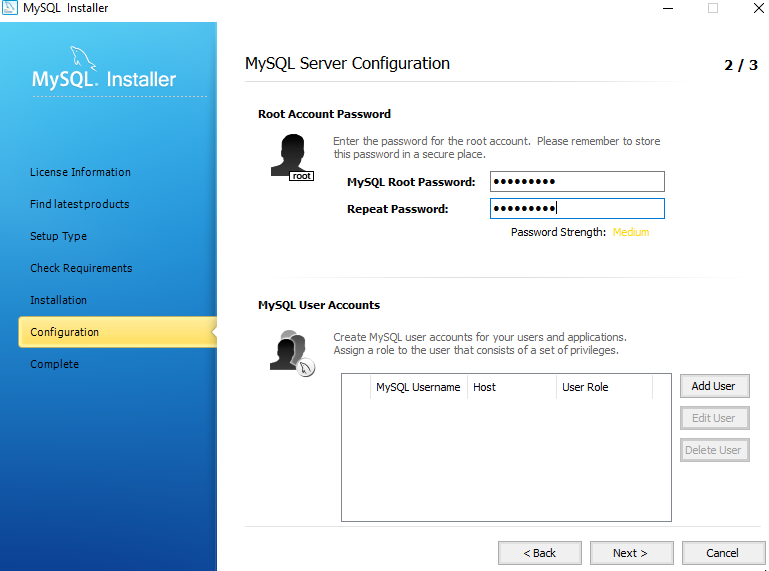 MySQL Installer
MySQL. Installer
License Information
Find latest products
Setup Type
Check Requirements
Installation
Configuration
Complete
MySQL Server Configuration
2 / 3
Root Account Password
root
Enter the password for the root account. Please remember to store
this password in a secure place.
MySQL Root Password: ●●●●●●●●●
Repeat Password: ●●●●●●●●●
Password Strength: Medium
MySQL User Accounts
Create MySQL user accounts for your users and applications.
Assign a role to the user that consists of a set of privileges.
MySQL Username Host User Role
Add User
Edit User
Delete User
< Back Next > Cancel